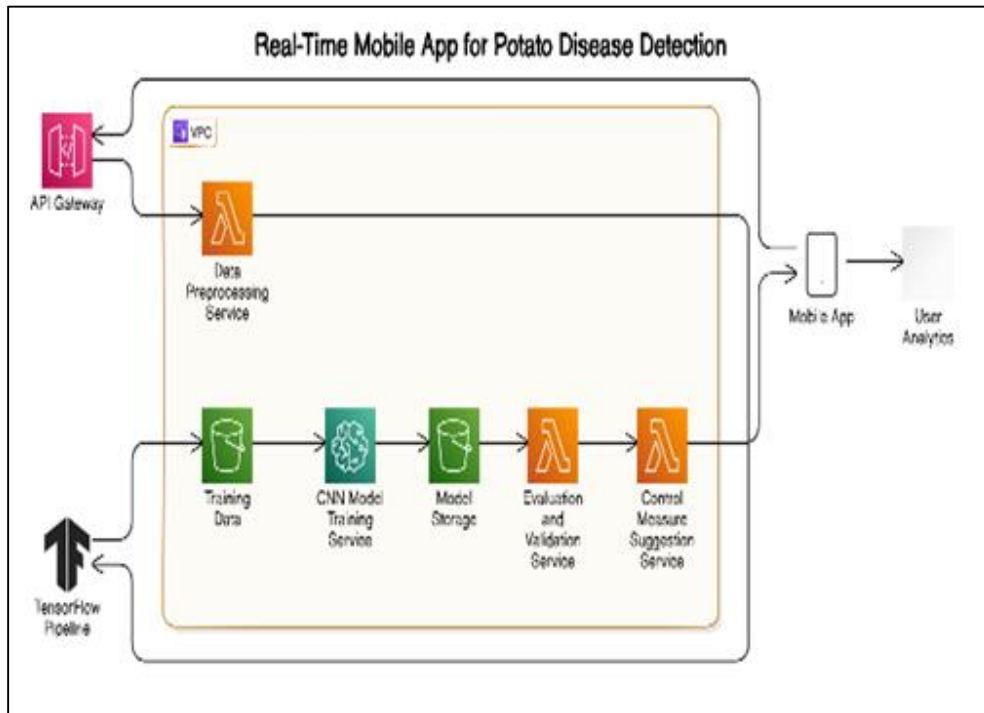 Real-Time Mobile App for Potato Disease Detection
VPC
API Gateway
Data
Preprocessing
Service
Mobile App
User
Analytics
Training
Data
CNN Model
Training
Service
Model
Storage
Evaluation
and
Validation
Service
Control
Measure
Suggestion
Service
TensorFlow
Pipeline